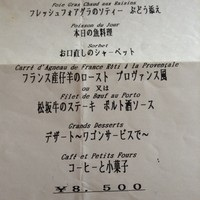 Foie Gras Chaud aux Raisins
フレッシュフォアグラのソティー ぶどう添え
Poisson du Jour
本日の魚料理
Sorbet
お口直しのシャーベット
Carré d'Agneau de France Rôti à la Provençale
フランス産仔羊のロースト プロヴァンス風
ou 又は
Filet de Bœuf au Porto
松坂牛のステーキ ポルト酒ソース
Grands Desserts
デザート～ワゴンサービスで～
Café et Petits Fours
コーヒーと小菓子
¥8,500